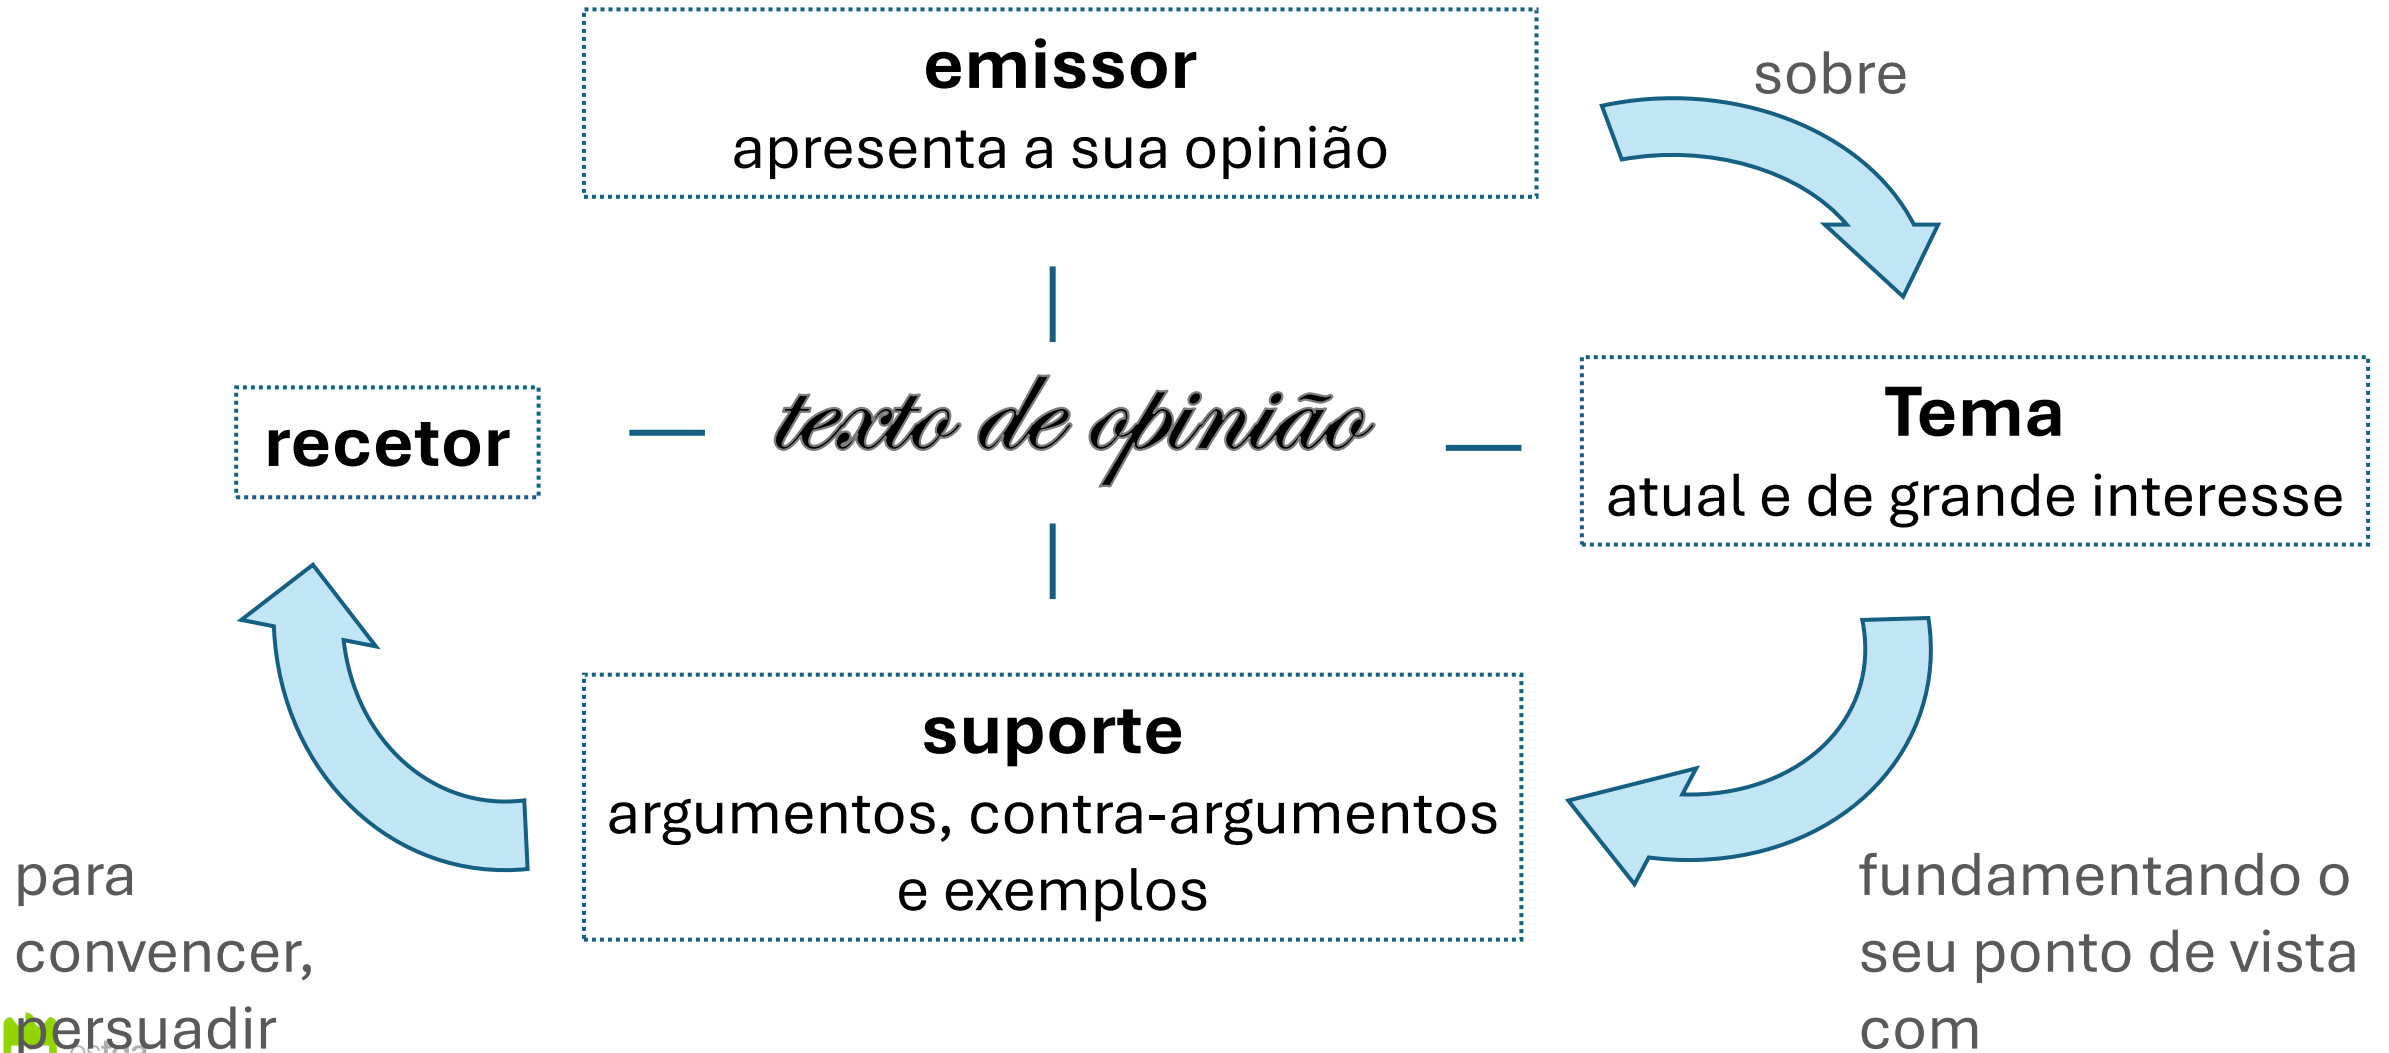 emissor
apresenta a sua opinião
sobre
recetor
texto de opinião
Tema
atual e de grande interesse
suporte
argumentos, contra-argumentos
e exemplos
fundamentando o
seu ponto de vista
com
para
convencer,
persuadir